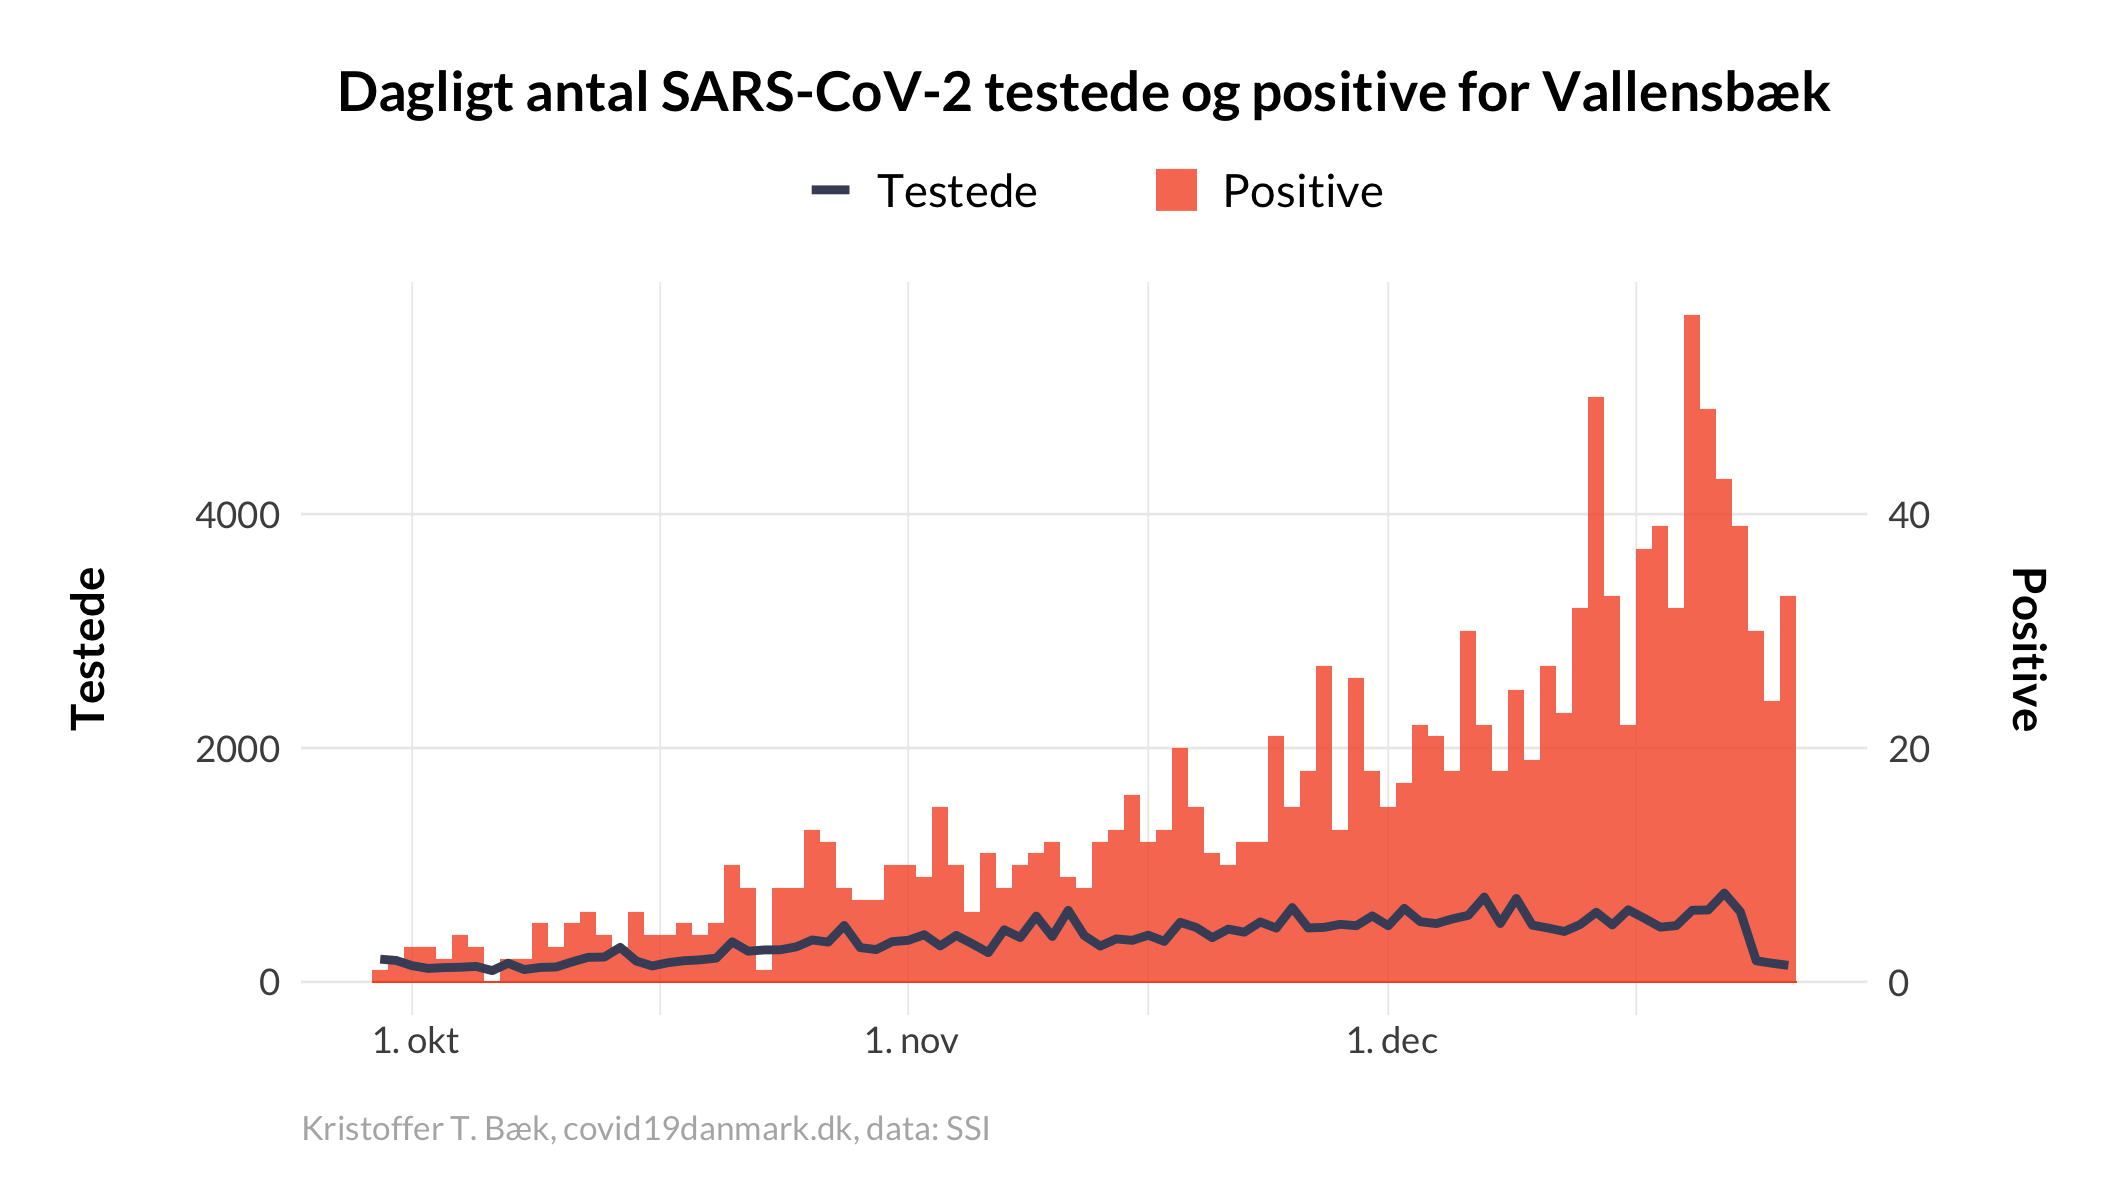 Dagligt antal SARS-CoV-2 testede og positive for Vallensbæk
Testede Positive
4000 40
Testede
Positive
2000 20
0 0
1. okt 1. nov 1. dec
Kristoffer T. Bæk, covid19danmark.dk, data: SSI